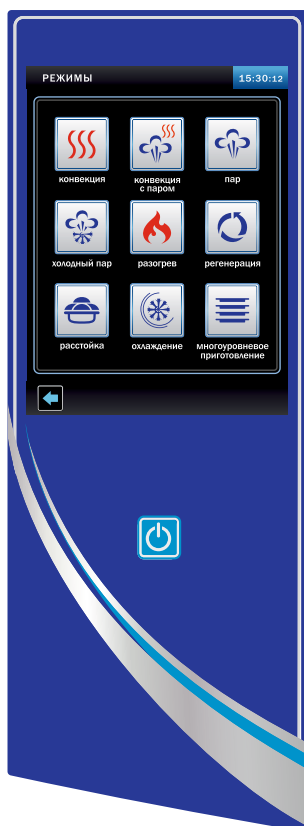 РЕЖИМЫ 15:30:12
конвекция
конвекция
с паром
пар
холодный пар
разогрев
регенерация
расстойка
охлаждение
многоуровневое
приготовление